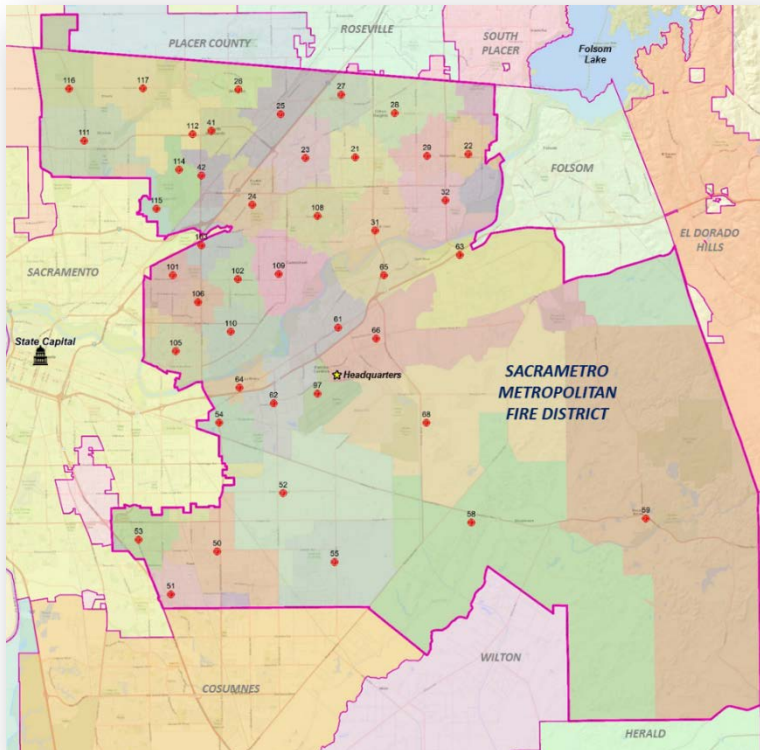 ROSEVILLE
PLACER COUNTY
SOUTH
PLACER
Folsom
Lake
116
117
26
27
25
28
112
41
111
23
21
29
22
114
42
FOLSOM
115
24
108
32
31
EL DORADO
HILLS
103
63
SACRAMENTO
101
102
109
65
106
110
61
66
State Capital
105
Headquarters
SACRAMETRO
METROPOLITAN
FIRE DISTRICT
64
62
54
68
52
58
59
53
50
55
51
WILTON
COSUMNES
HERALD